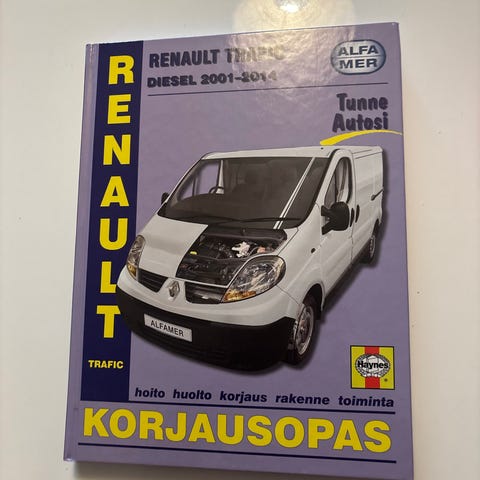 RENAULT
TRAFIC
RENAULT TRAFIC
DIESEL 2001-2014
ALFA
MER
Tunne
Autosi
ALFAMER
Haynes
hoito huolto korjaus rakenne toiminta
KORJAUSOPAS